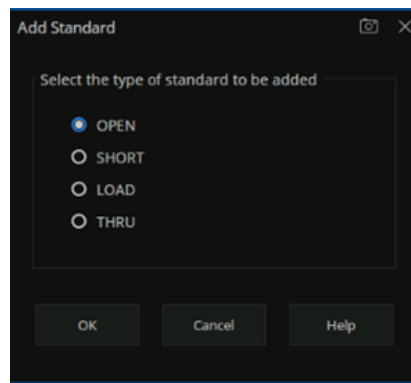 Add Standard
Select the type of standard to be added
OPEN
SHORT
LOAD
THRU
OK Cancel Help